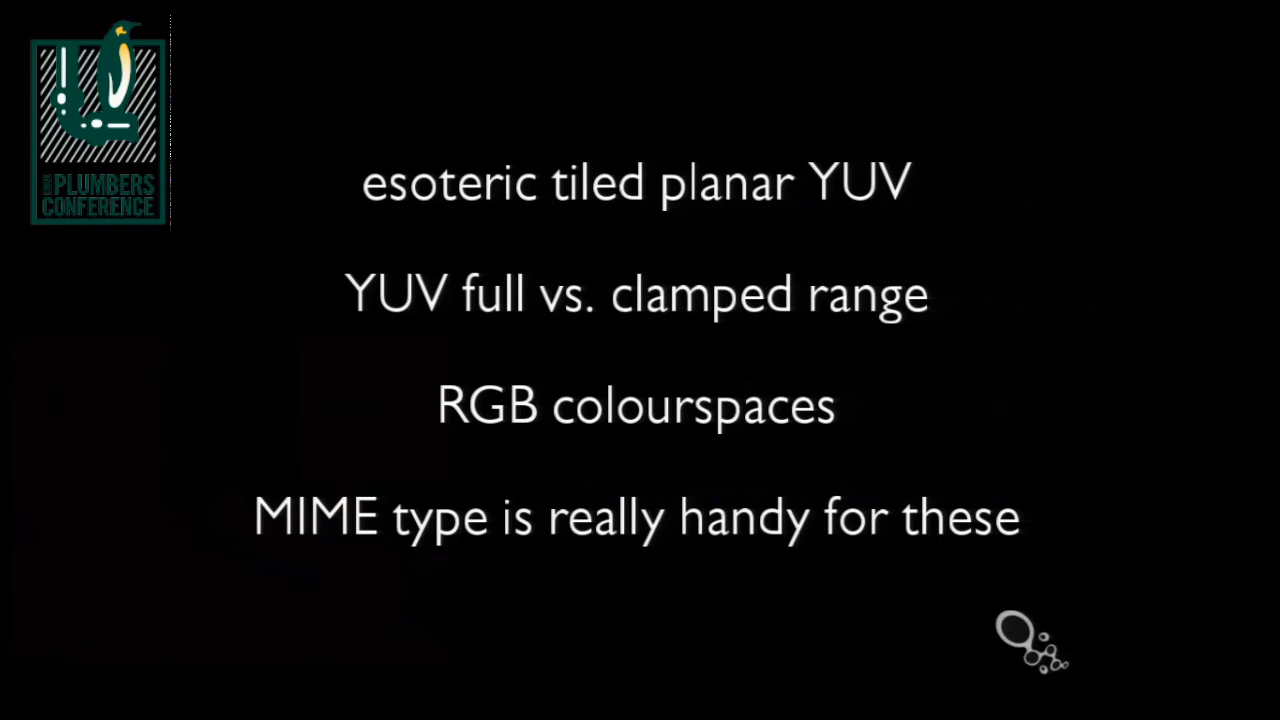 LINUX
PLUMBERS
CONFERENCE
esoteric tiled planar YUV
YUV full vs. clamped range
RGB colourspaces
MIME type is really handy for these